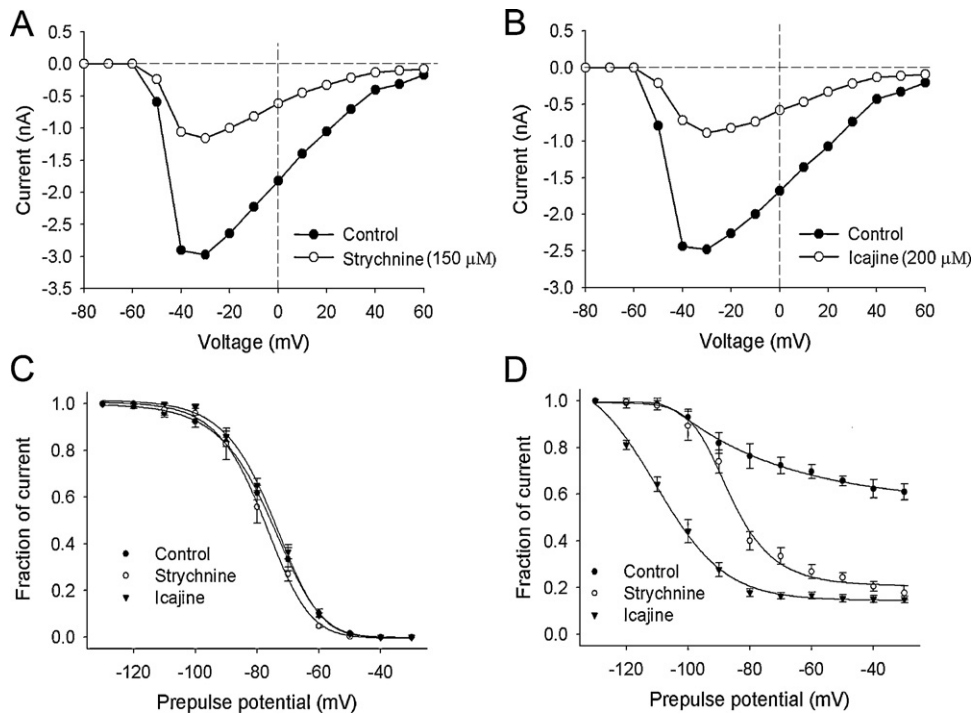 A
0.5
0.0
-0.5
-1.0
-1.5
-2.0
-2.5
-3.0
-3.5
Current (nA)
Control
Strychnine (150 μM)
-80 -60 -40 -20 0 20 40 60
Voltage (mV)
B
0.5
0.0
-0.5
-1.0
-1.5
-2.0
-2.5
-3.0
Current (nA)
Control
Icajine (200 μM)
-80 -60 -40 -20 0 20 40 60
Voltage (mV)
C
1.0
0.8
0.6
0.4
0.2
0.0
Fraction of current
Control
Strychnine
Icajine
-120 -100 -80 -60 -40
Prepulse potential (mV)
D
1.0
0.8
0.6
0.4
0.2
0.0
Fraction of current
Control
Strychnine
Icajine
-120 -100 -80 -60 -40
Prepulse potential (mV)